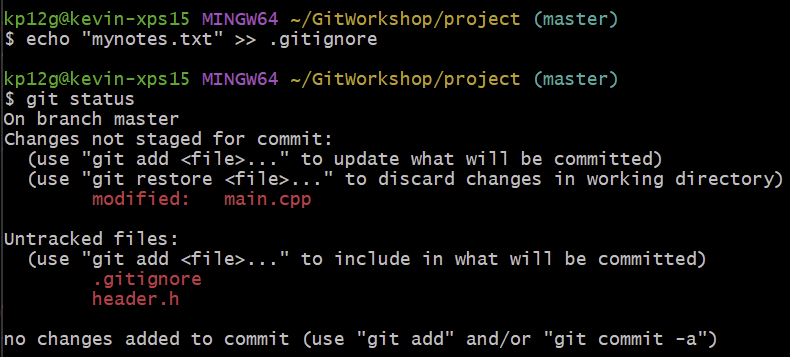 kp12g@kevin-xps15 MINGW64 ~/GitWorkshop/project (master)
$ echo "mynotes.txt" >> .gitignore
kp12g@kevin-xps15 MINGW64 ~/GitWorkshop/project (master)
$ git status
On branch master
Changes not staged for commit:
  (use "git add <file>..." to update what will be committed)
  (use "git restore <file>..." to discard changes in working directory)
        modified:   main.cpp
Untracked files:
  (use "git add <file>..." to include in what will be committed)
        .gitignore
        header.h
no changes added to commit (use "git add" and/or "git commit -a")